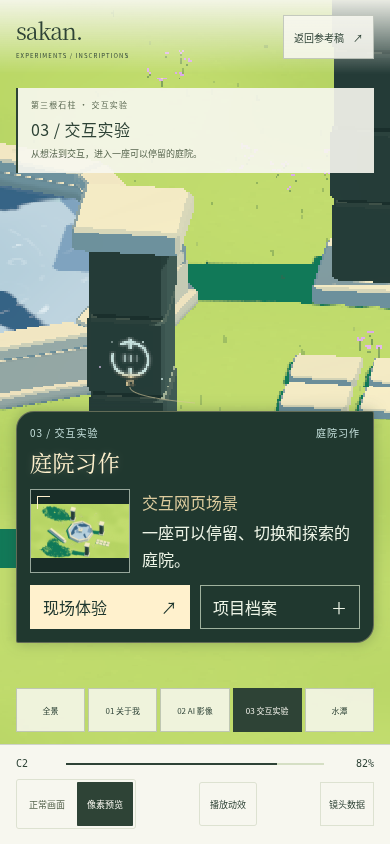 sakan.
返回参考稿 ↗
EXPERIMENTS / INSCRIPTIONS
第三根石柱 · 交互实验
03 / 交互实验
从想法到交互，进入一座可以停留的庭院。
03 / 交互实验 庭院习作
庭院习作
交互网页场景
一座可以停留、切换和探索的
庭院。
现场体验 ↗ 项目档案 +
全景 01 关于我 02 AI 影像 03 交互实验 水潭
C2 82%
正常画面 像素预览 播放动效 镜头数据